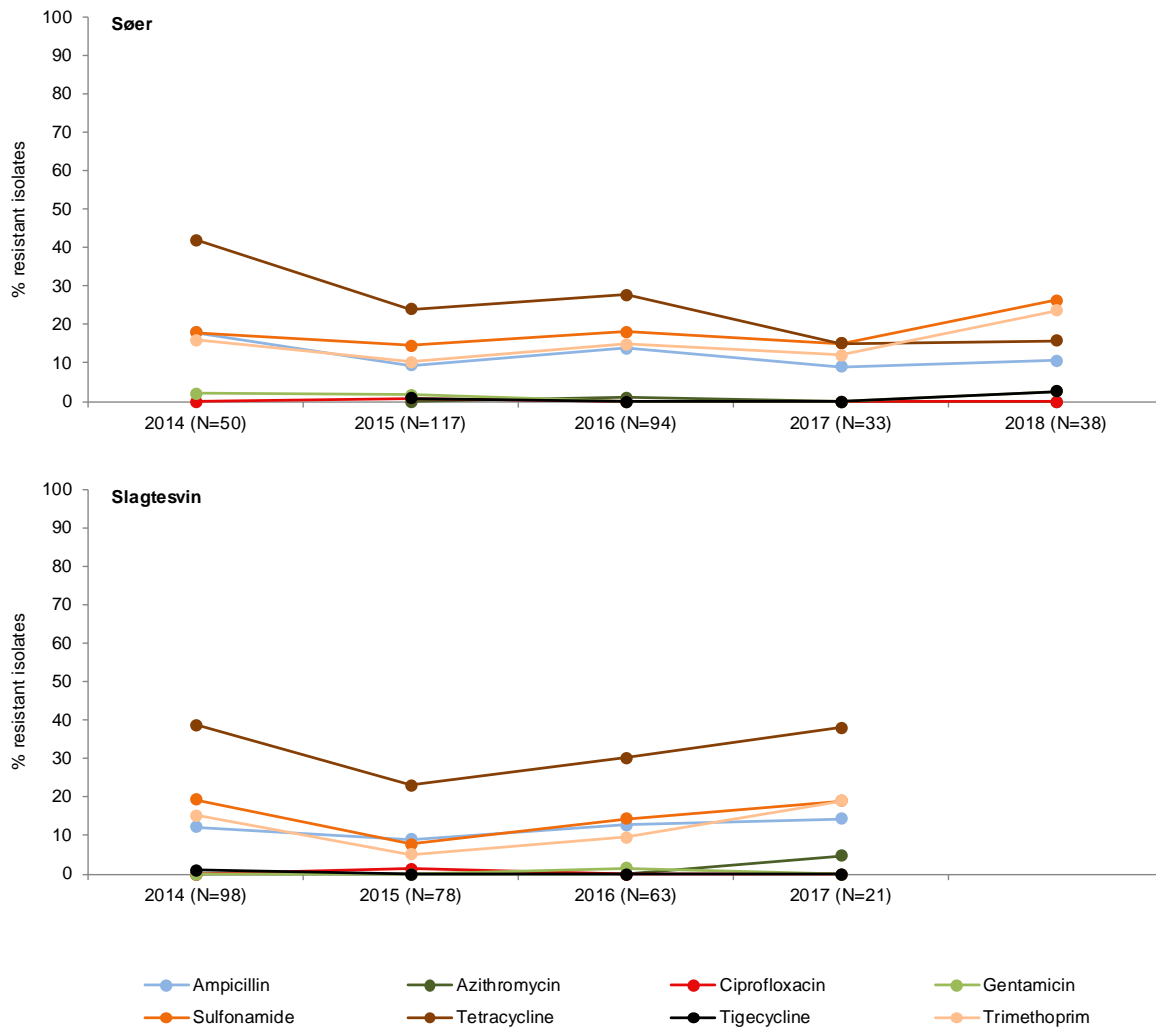 Søer
% resistant isolates
100
90
80
70
60
50
40
30
20
10
0
2014 (N=50) 2015 (N=117) 2016 (N=94) 2017 (N=33) 2018 (N=38)
Slagtesvin
% resistant isolates
100
90
80
70
60
50
40
30
20
10
0
2014 (N=98) 2015 (N=78) 2016 (N=63) 2017 (N=21)
Ampicillin Azithromycin Ciprofloxacin Gentamicin
Sulfonamide Tetracycline Tigecycline Trimethoprim